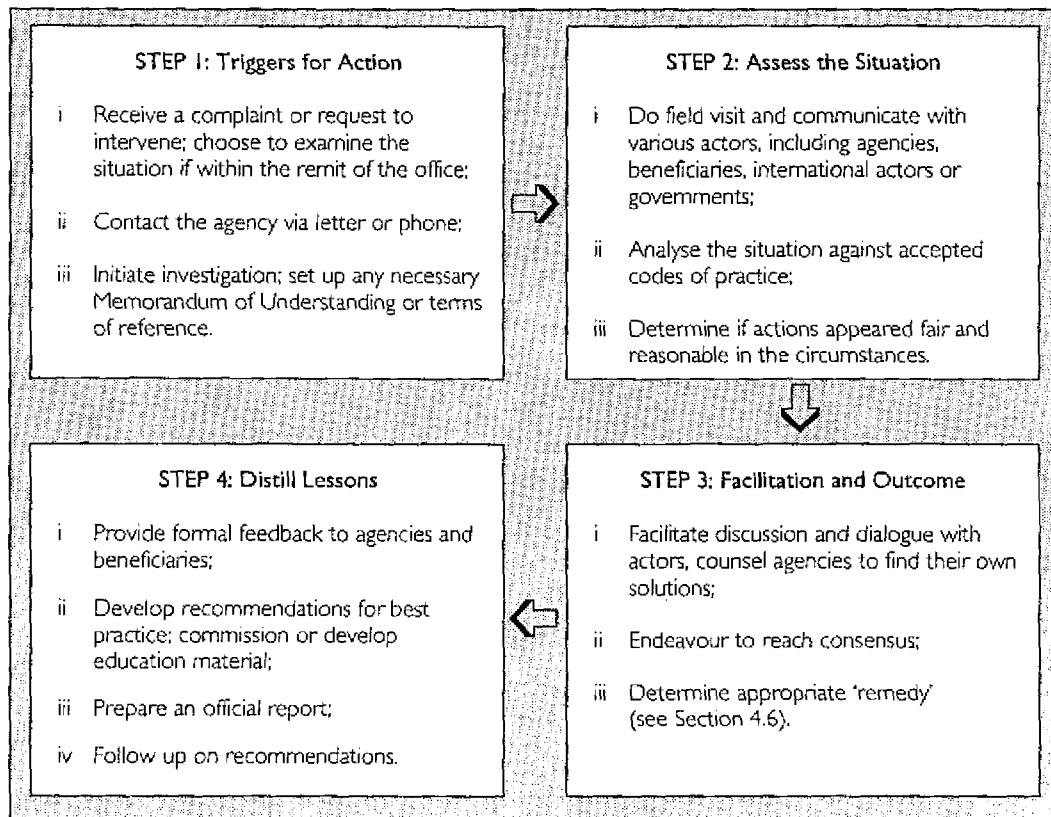 STEP 1: Triggers for Action
i Receive a complaint or request to
intervene; choose to examine the
situation if within the remit of the office;
ii Contact the agency via letter or phone;
iii Initiate investigation; set up any necessary
Memorandum of Understanding or terms
of reference.
STEP 2: Assess the Situation
i Do field visit and communicate with
various actors, including agencies,
beneficiaries, international actors or
governments;
ii Analyse the situation against accepted
codes of practice;
iii Determine if actions appeared fair and
reasonable in the circumstances.
STEP 3: Facilitation and Outcome
i Facilitate discussion and dialogue with
actors, counsel agencies to find their own
solutions;
ii Endeavour to reach consensus;
iii Determine appropriate 'remedy'
(see Section 4.6).
STEP 4: Distill Lessons
i Provide formal feedback to agencies and
beneficiaries;
ii Develop recommendations for best
practice; commission or develop
education material;
iii Prepare an official report;
iv Follow up on recommendations.